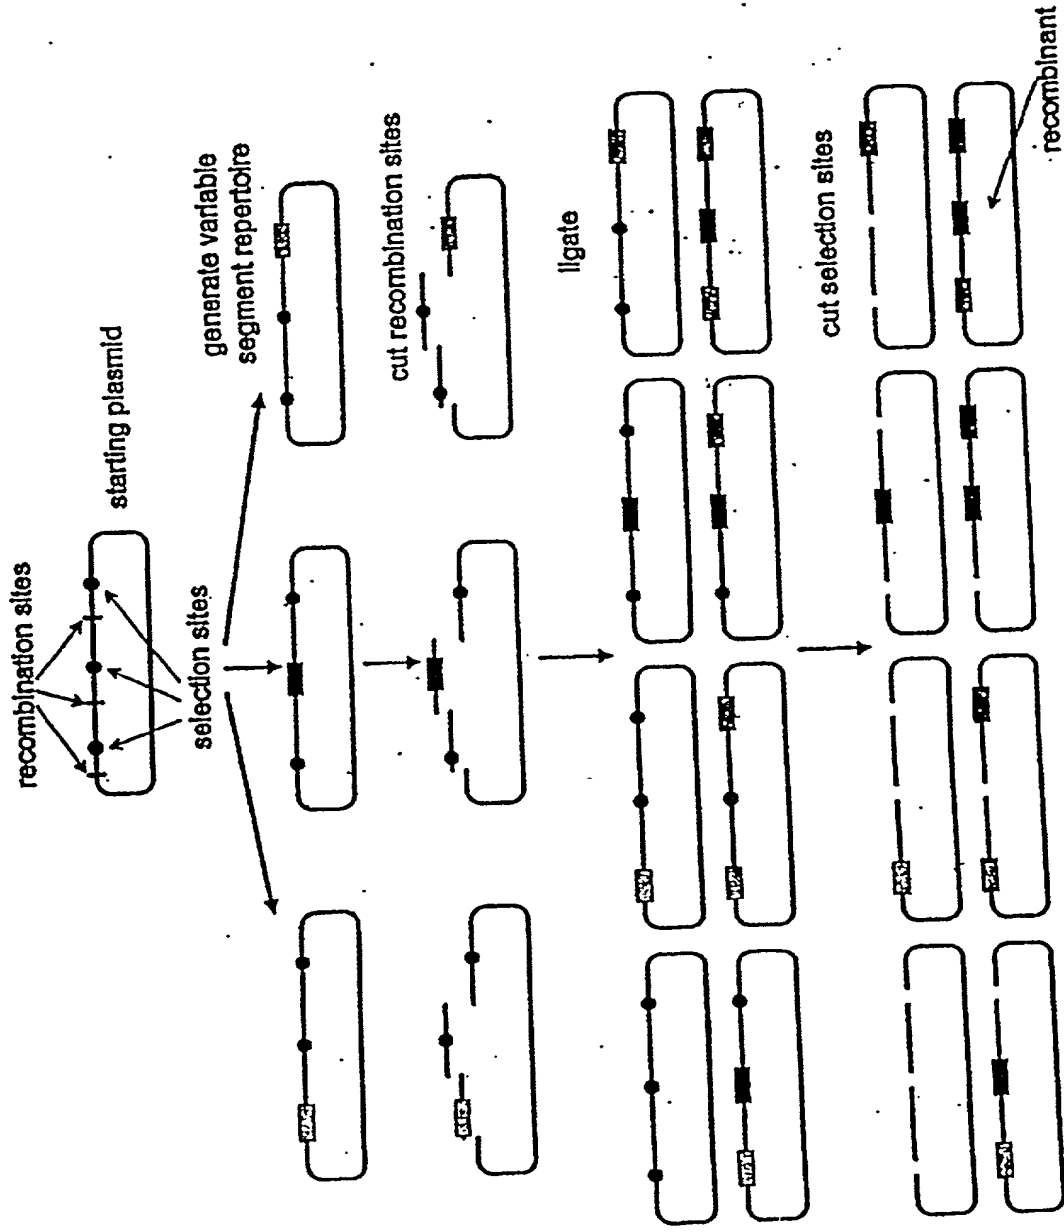 recombination sites
starting plasmid
selection sites
generate variable
segment repertoire
cut recombination sites
ligate
cut selection sites
recombinant